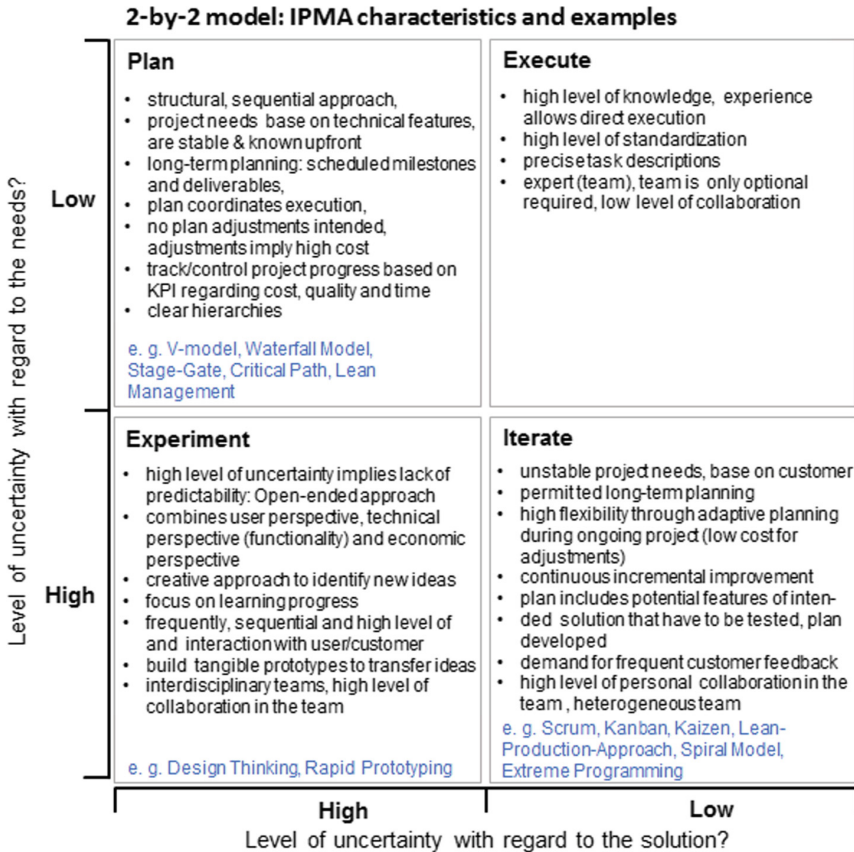 2-by-2 model: IPMA characteristics and examples
Level of uncertainty with regard to the needs?
Low
Plan
• structural, sequential approach,
• project needs base on technical features,
are stable & known upfront
• long-term planning: scheduled milestones
and deliverables,
• plan coordinates execution,
• no plan adjustments intended,
adjustments imply high cost
• track/control project progress based on
KPI regarding cost, quality and time
• clear hierarchies
e. g. V-model, Waterfall Model,
Stage-Gate, Critical Path, Lean
Management
Execute
• high level of knowledge, experience
allows direct execution
• high level of standardization
• precise task descriptions
• expert (team), team is only optional
required, low level of collaboration
High
Experiment
• high level of uncertainty implies lack of
predictability: Open-ended approach
• combines user perspective, technical
perspective (functionality) and economic
perspective
• creative approach to identify new ideas
• focus on learning progress
• frequently, sequential and high level of
• and interaction with user/customer
• build tangible prototypes to transfer ideas
• interdisciplinary teams, high level of
collaboration in the team
e. g. Design Thinking, Rapid Prototyping
Iterate
• unstable project needs, base on customer
• permitted long-term planning
• high flexibility through adaptive planning
during ongoing project (low cost for
adjustments)
• continuous incremental improvement
• plan includes potential features of inten-
• ded solution that have to be tested, plan
developed
• demand for frequent customer feedback
• high level of personal collaboration in the
team , heterogeneous team
e. g. Scrum, Kanban, Kaizen, Lean-
Production-Approach, Spiral Model,
Extreme Programming
High
Low
Level of uncertainty with regard to the solution?